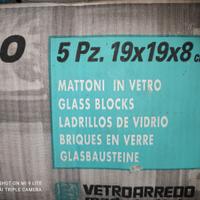 O 5 Pz. 19x19x8 c
MATTONI IN VETRO
GLASS BLOCKS
LADRILLOS DE VIDRIO
BRIQUES EN VERRE
GLASBAUSTEINE
VETROARREDO
SHOT ON MI 9 LITE
AI TRIPLE CAMERA